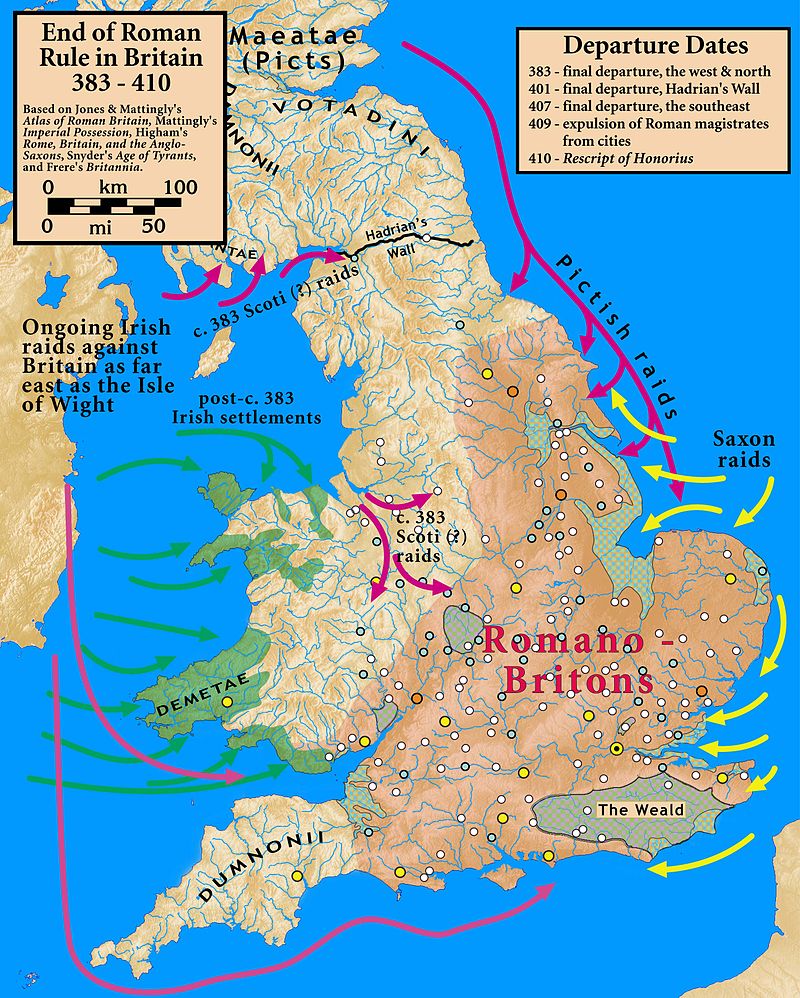 End of Roman
Rule in Britain
383 - 410
Based on Jones & Mattingly's
Atlas of Roman Britain, Mattingly's
Imperial Possession, Higham's
Rome, Britain, and the Anglo-
Saxons, Snyder's Age of Tyrants,
and Frere's Britannia.
0 km 100
0 mi 50
Maeatae
(Picts)
Departure Dates
383 - final departure, the west & north
401 - final departure, Hadrian's Wall
407 - final departure, the southeast
409 - expulsion of Roman magistrates
from cities
410 - Rescript of Honorius
VOTADINI
DAMNONII
NTAE
Hadrian's
Wall
c. 383 Scoti (?) raids
Pictish raids
Ongoing Irish
raids against
Britain as far
east as the Isle
of Wight
post-c. 383
Irish settlements
Saxon
raids
c. 383
Scoti (?)
raids
Romano -
Britons
DEMETAE
The Weald
DUMNONII